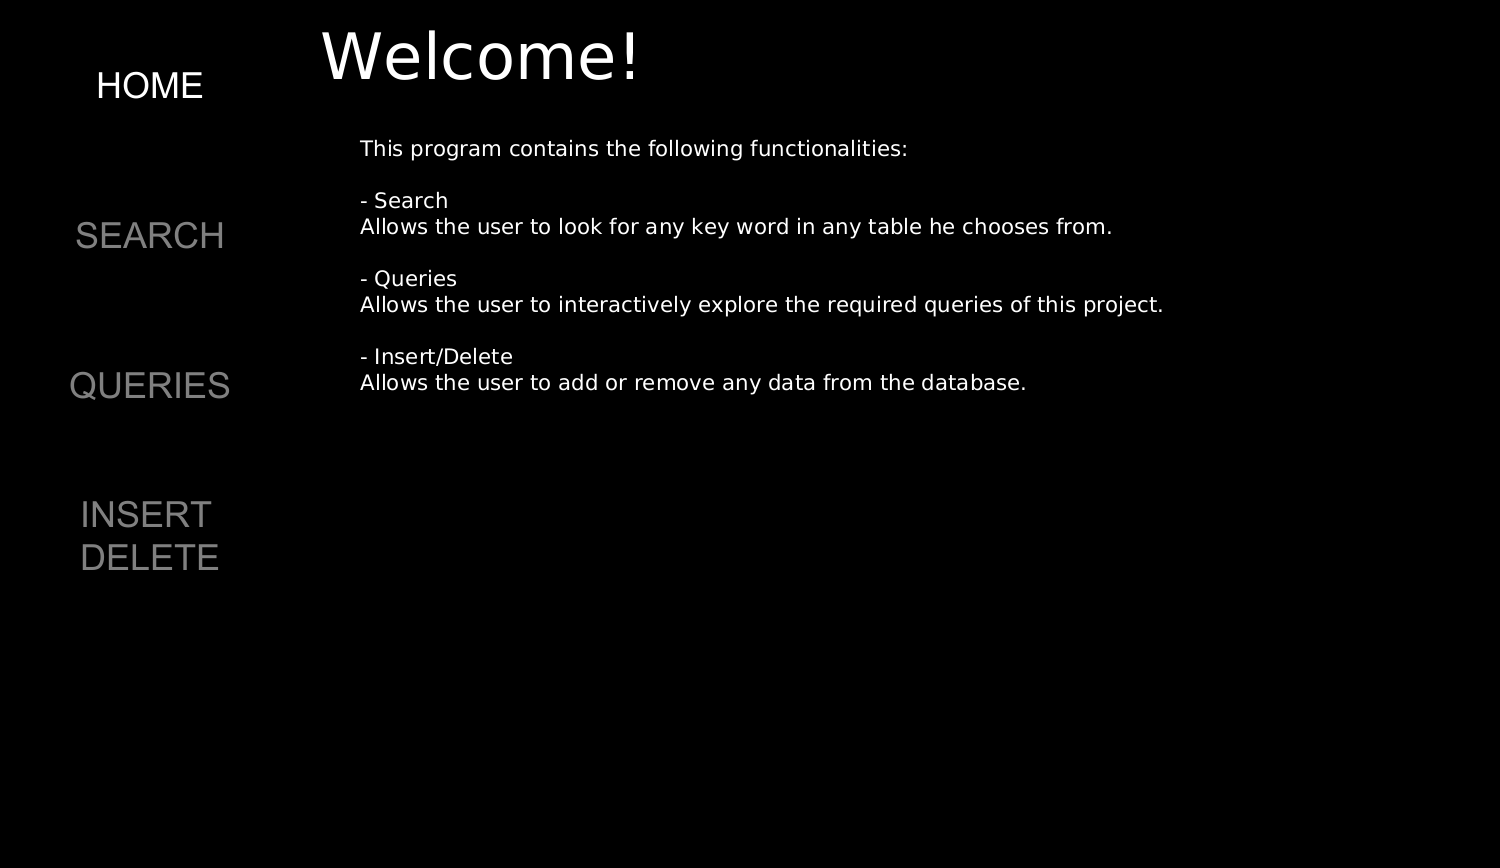 HOME
SEARCH
QUERIES
INSERT
DELETE
Welcome!
This program contains the following functionalities:
- Search
Allows the user to look for any key word in any table he chooses from.
- Queries
Allows the user to interactively explore the required queries of this project.
- Insert/Delete
Allows the user to add or remove any data from the database.